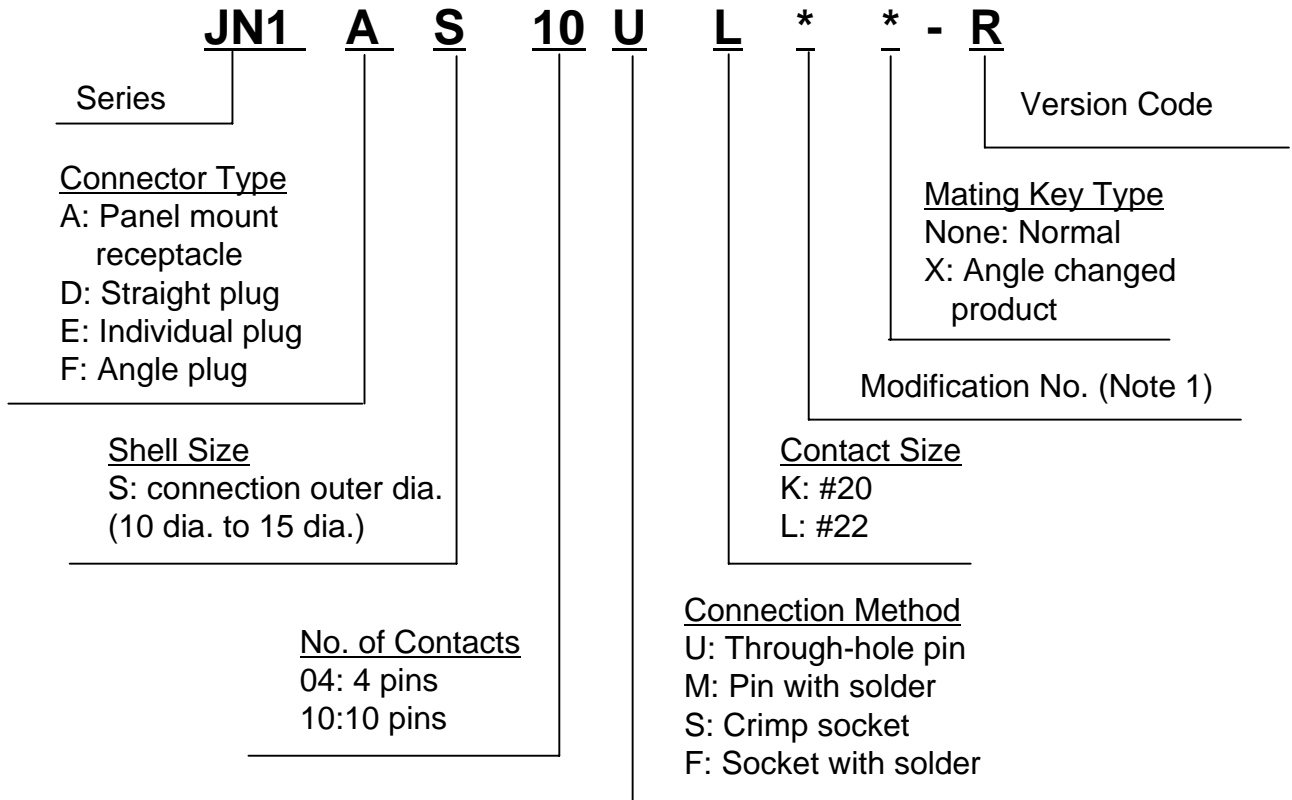 JN1 A S 10 U L * * - R
Series
Version Code
Connector Type
A: Panel mount
receptacle
D: Straight plug
E: Individual plug
F: Angle plug
Mating Key Type
None: Normal
X: Angle changed
product
Modification No. (Note 1)
Shell Size
S: connection outer dia.
(10 dia. to 15 dia.)
Contact Size
K: #20
L: #22
No. of Contacts
04: 4 pins
10:10 pins
Connection Method
U: Through-hole pin
M: Pin with solder
S: Crimp socket
F: Socket with solder